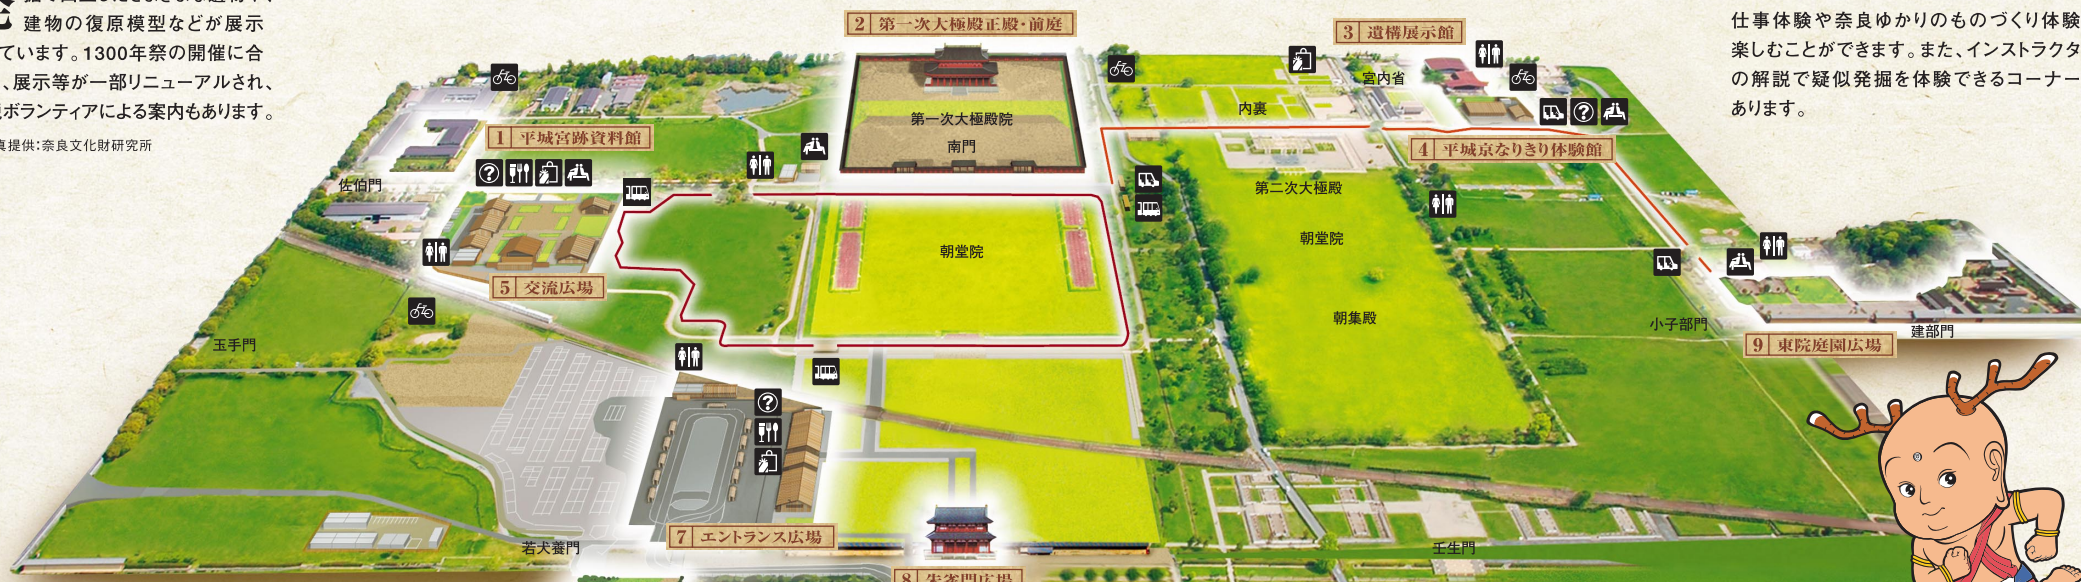 建物の復原模型などが展示
ています。1300年祭の開催に合
、展示等が一部リニューアルされ、
ボランティアによる案内もあります。
提供：奈良文化財研究所
仕事体験や奈良ゆかりのものづくり体験
楽しむことができます。また、インストラクタ
の解説で疑似発掘を体験できるコーナー
あります。
2 第一次大極殿正殿・前庭
3 遺構展示館
宮内省
内裏
第一次大極殿院
南門
1 平城宮跡資料館
4 平城京なりきり体験館
佐伯門
第二次大極殿
朝堂院
朝堂院
5 交流広場
朝集殿
小子部門
建部門
玉手門
9 東院庭園広場
7 エントランス広場
若犬養門
壬生門
8 朱雀門広場